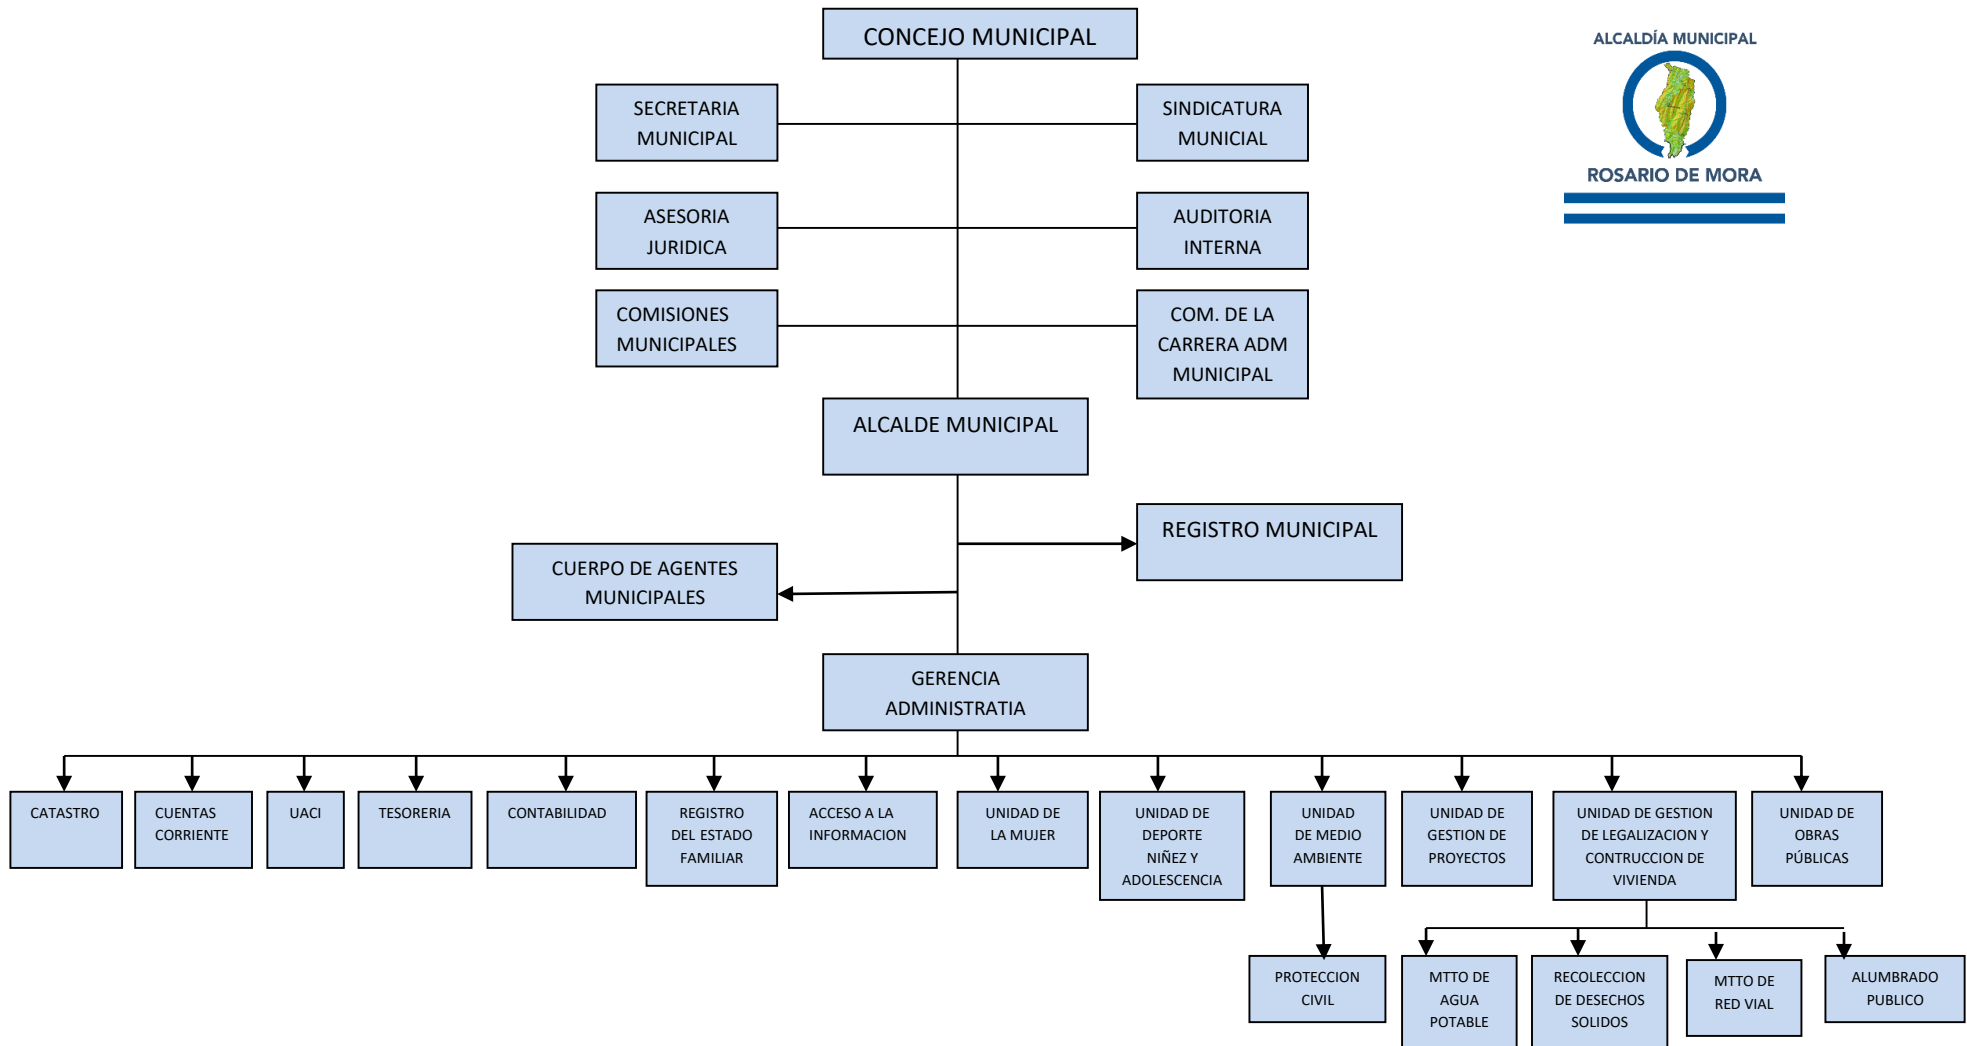 CONCEJO MUNICIPAL
ALCALDÍA MUNICIPAL
ROSARIO DE MORA
SECRETARIA
MUNICIPAL
SINDICATURA
MUNICIAL
ASESORIA
JURIDICA
AUDITORIA
INTERNA
COMISIONES
MUNICIPALES
COM. DE LA
CARRERA ADM
MUNICIPAL
ALCALDE MUNICIPAL
REGISTRO MUNICIPAL
CUERPO DE AGENTES
MUNICIPALES
GERENCIA
ADMINISTRATIA
CATASTRO
CUENTAS
CORRIENTE
UACI
TESORERIA
CONTABILIDAD
REGISTRO
DEL ESTADO
FAMILIAR
ACCESO A LA
INFORMACION
UNIDAD DE
LA MUJER
UNIDAD DE
DEPORTE
NIÑEZ Y
ADOLESCENCIA
UNIDAD
DE MEDIO
AMBIENTE
UNIDAD DE
GESTION DE
PROYECTOS
UNIDAD DE GESTION
DE LEGALIZACION Y
CONTRUCCION DE
VIVIENDA
UNIDAD DE
OBRAS
PÚBLICAS
PROTECCION
CIVIL
MTTO DE
AGUA
POTABLE
RECOLECCION
DE DESECHOS
SOLIDOS
MTTO DE
RED VIAL
ALUMBRADO
PUBLICO